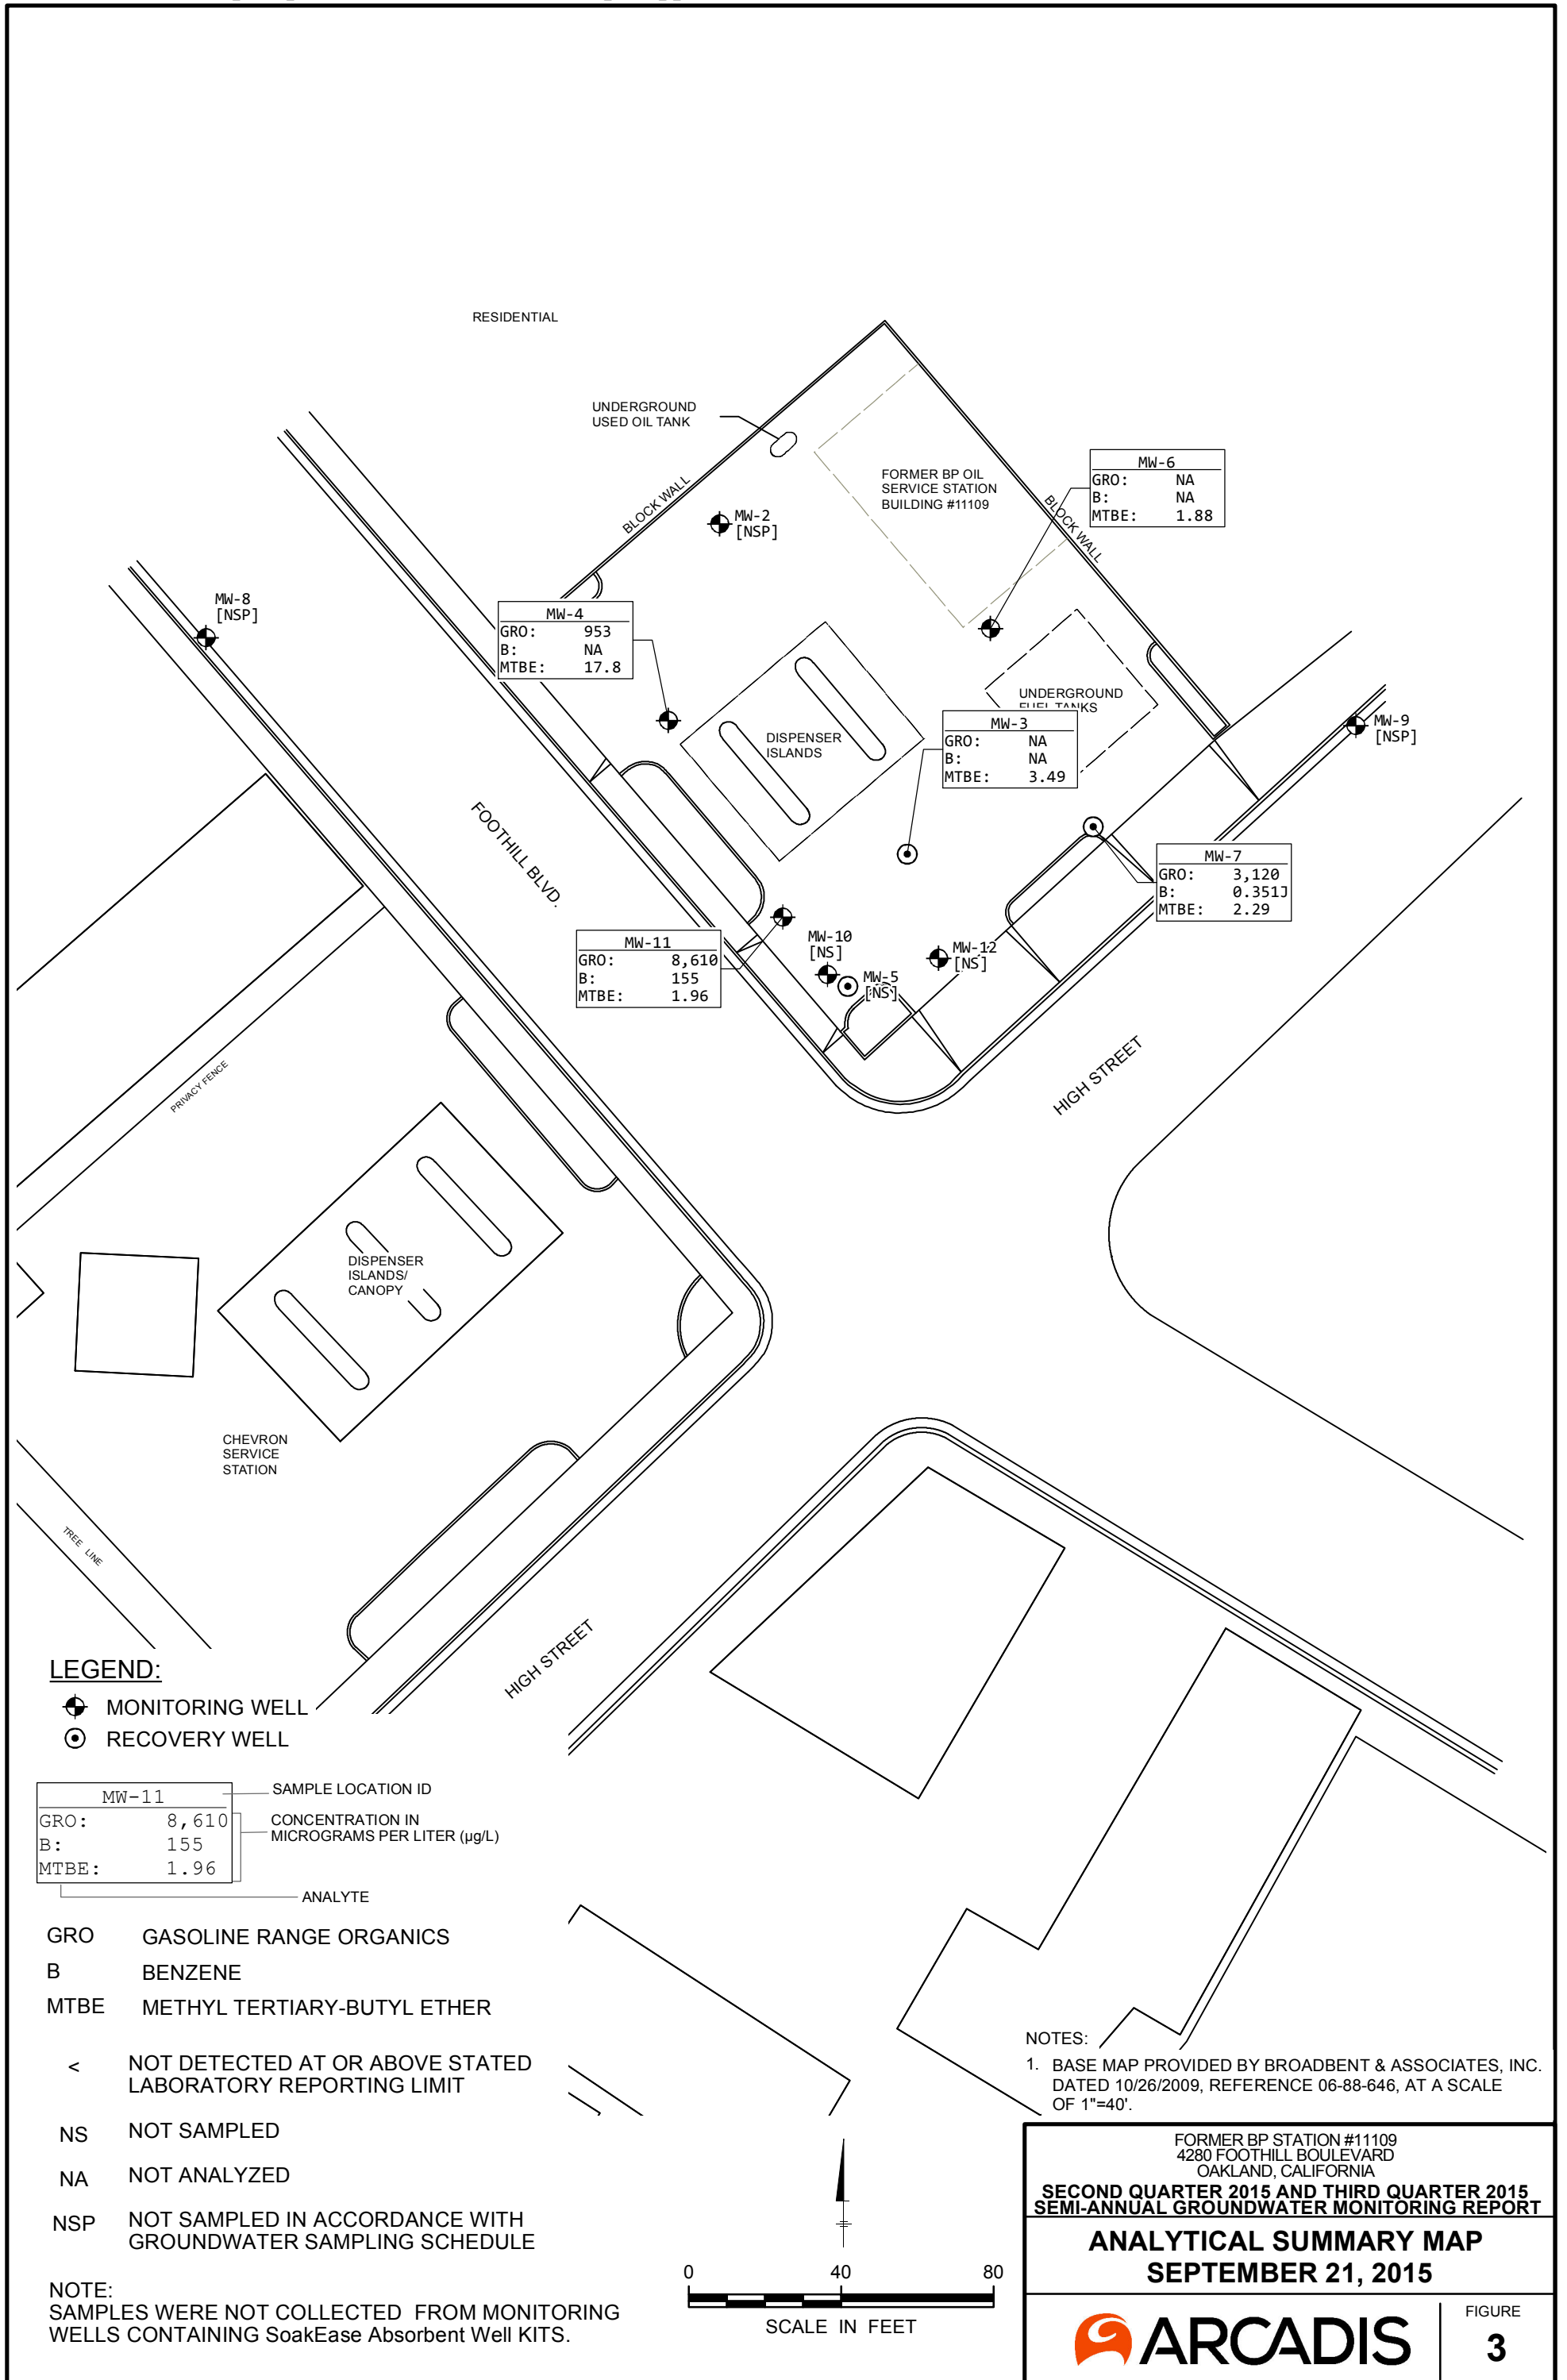 RESIDENTIAL
UNDERGROUND
USED OIL TANK
BLOCK WALL
FORMER BP OIL
SERVICE STATION
BUILDING #11109
BLOCK WALL
MW-6
GRO: NA
B: NA
MTBE: 1.88
MW-2
[NSP]
MW-8
[NSP]
MW-4
GRO: 953
B: NA
MTBE: 17.8
UNDERGROUND
FUEL TANKS
MW-3
GRO: NA
B: NA
MTBE: 3.49
MW-9
[NSP]
DISPENSER
ISLANDS
FOOTHILL BLVD.
MW-7
GRO: 3,120
B: 0.351J
MTBE: 2.29
MW-11
GRO: 8,610
B: 155
MTBE: 1.96
MW-10
[NS]
MW-12
[NS]
MW-5
[NS]
HIGH STREET
PRIVACY FENCE
DISPENSER
ISLANDS/
CANOPY
CHEVRON
SERVICE
STATION
TREE LINE
HIGH STREET
LEGEND:
MONITORING WELL
RECOVERY WELL
MW-11
GRO: 8,610
B: 155
MTBE: 1.96
SAMPLE LOCATION ID
CONCENTRATION IN
MICROGRAMS PER LITER (µg/L)
ANALYTE
GRO GASOLINE RANGE ORGANICS
B BENZENE
MTBE METHYL TERTIARY-BUTYL ETHER
< NOT DETECTED AT OR ABOVE STATED
LABORATORY REPORTING LIMIT
NS NOT SAMPLED
NA NOT ANALYZED
NSP NOT SAMPLED IN ACCORDANCE WITH
GROUNDWATER SAMPLING SCHEDULE
NOTE:
SAMPLES WERE NOT COLLECTED FROM MONITORING
WELLS CONTAINING SoakEase Absorbent Well KITS.
0 40 80
SCALE IN FEET
NOTES:
1. BASE MAP PROVIDED BY BROADBENT & ASSOCIATES, INC.
DATED 10/26/2009, REFERENCE 06-88-646, AT A SCALE
OF 1"=40'.
FORMER BP STATION #11109
4280 FOOTHILL BOULEVARD
OAKLAND, CALIFORNIA
SECOND QUARTER 2015 AND THIRD QUARTER 2015
SEMI-ANNUAL GROUNDWATER MONITORING REPORT
ANALYTICAL SUMMARY MAP
SEPTEMBER 21, 2015
ARCADIS
FIGURE
3